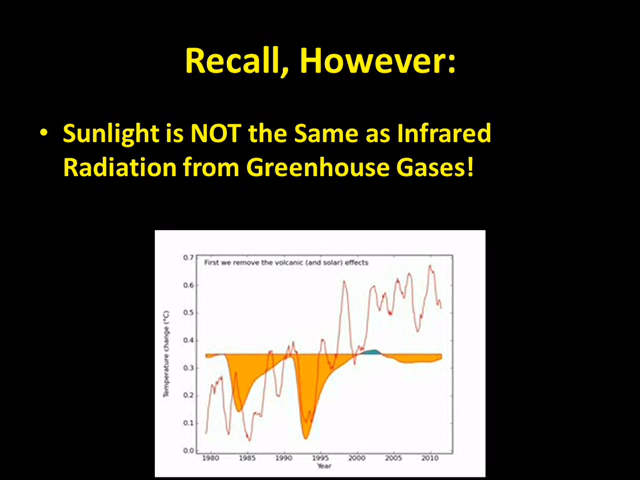 Recall, However:
• Sunlight is NOT the Same as Infrared
Radiation from Greenhouse Gases!
First we remove the volcanic (and solar) effects
0.7
0.6
0.5
0.4
0.3
0.2
0.1
0.0
Temperature change (°C)
1980 1985 1990 1995 2000 2005 2010
Year